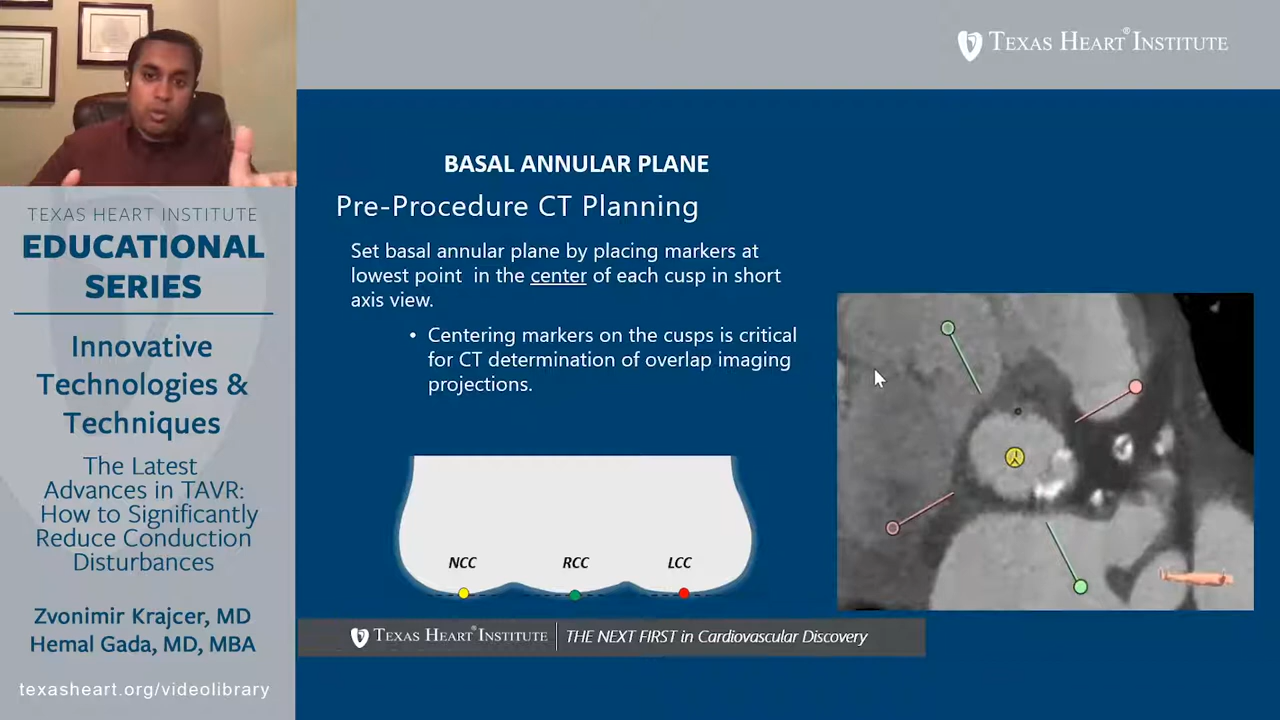 TEXAS HEART® INSTITUTE
TEXAS HEART INSTITUTE
EDUCATIONAL
SERIES
Innovative
Technologies &
Techniques
The Latest
Advances in TAVR:
How to Significantly
Reduce Conduction
Disturbances
Zvonimir Krajcer, MD
Hemal Gada, MD, MBA
texasheart.org/videolibrary
BASAL ANNULAR PLANE
Pre-Procedure CT Planning
Set basal annular plane by placing markers at
lowest point in the center of each cusp in short
axis view.
• Centering markers on the cusps is critical
for CT determination of overlap imaging
projections.
NCC RCC LCC
TEXAS HEART® INSTITUTE THE NEXT FIRST in Cardiovascular Discovery